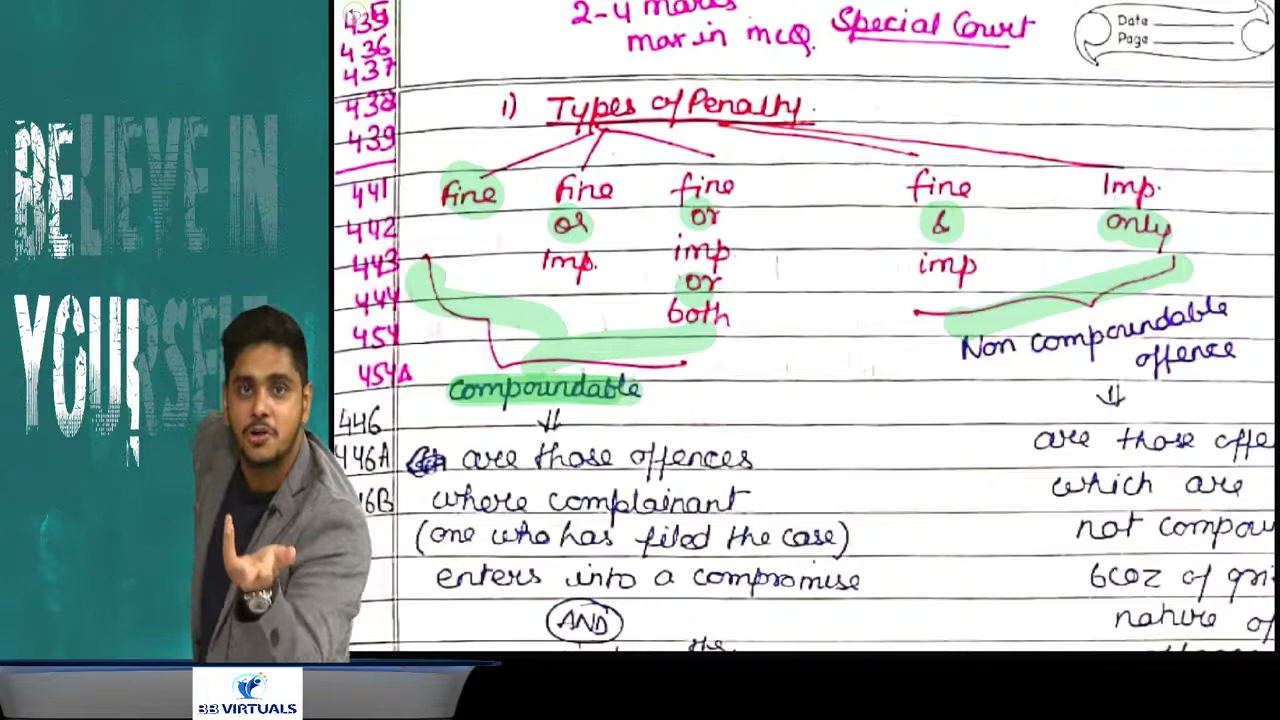 BELIEVE IN
YOURSELF
BB VIRTUALS
435
436
437
438
439
441
442
443
444
454
454A
446
446A
46B
2-4 marks
max in mcq. Special Court
Date
Page
1) Types of Penalty.
Fine Fine fine fine Imp.
or or & only
Imp. imp imp
or
both
Non compoundable
offence
compoundable
⇓ ⇓
are those offences are those offe
where complainant which are
(one who has filed the case) not compou
enters into a compromise bcoz of
AND nature of
the